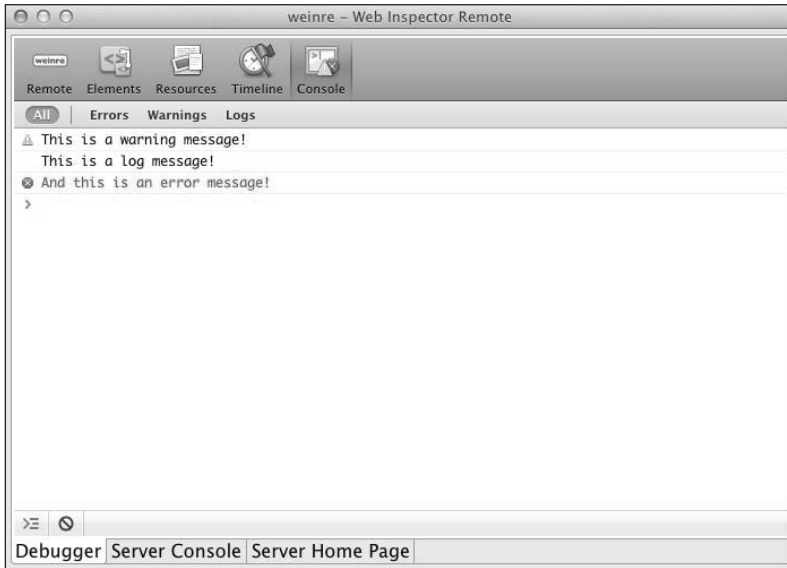 weinre – Web Inspector Remote
weinre
Remote Elements Resources Timeline Console
All Errors Warnings Logs
This is a warning message!
This is a log message!
And this is an error message!
>
Debugger Server Console Server Home Page